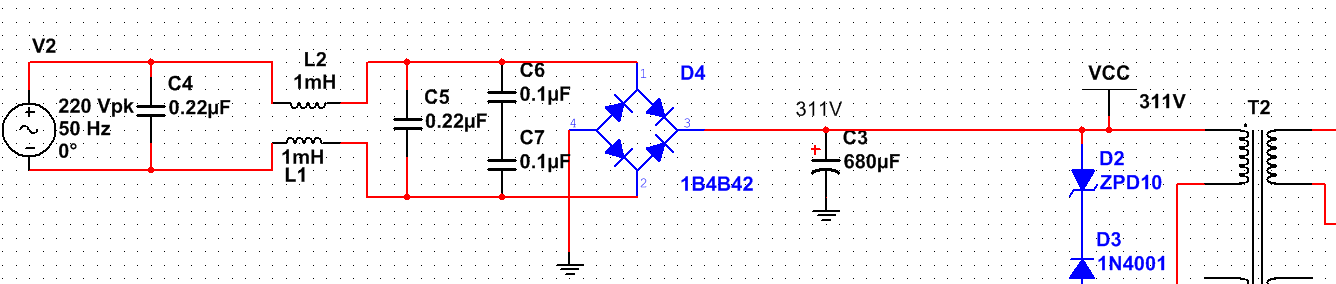 V2
220 Vpk
50 Hz
0°
C4
0.22µF
L2
1mH
1mH
L1
C5
0.22µF
C6
0.1µF
C7
0.1µF
1
4
3
2
D4
1B4B42
311V
C3
680µF
VCC
311V
D2
ZPD10
D3
1N4001
T2